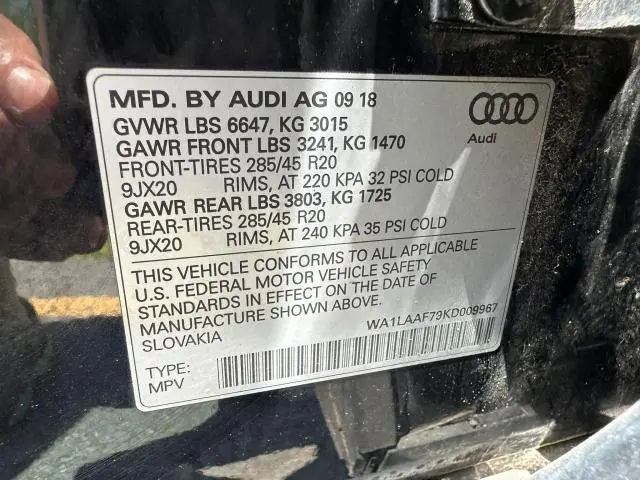 MFD. BY AUDI AG 09 18
Audi
GVWR LBS 6647, KG 3015
GAWR FRONT LBS 3241, KG 1470
FRONT-TIRES 285/45 R20
9JX20 RIMS, AT 220 KPA 32 PSI COLD
GAWR REAR LBS 3803, KG 1725
REAR-TIRES 285/45 R20
9JX20 RIMS, AT 240 KPA 35 PSI COLD
THIS VEHICLE CONFORMS TO ALL APPLICABLE
U.S. FEDERAL MOTOR VEHICLE SAFETY
STANDARDS IN EFFECT ON THE DATE OF
MANUFACTURE SHOWN ABOVE.
SLOVAKIA
WA1LAAF79KD009967
TYPE:
MPV